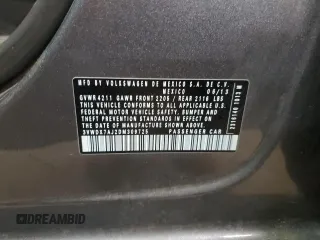 MFD. BY VOLKSWAGEN DE MEXICO S.A. DE C.V.
MEXICO 09/13
GVWR 4211 GAWR FRONT 2205 / REAR 2116 LBS
THIS VEHICLE CONFORMS TO ALL APPLICABLE
FEDERAL MOTOR VEHICLE SAFETY, BUMPER AND
THEFT PREVENTION STANDARDS IN EFFECT ON THE
DATE OF MANUFACTURE SHOWN ABOVE.
PASSENGER CAR
© DREAMBID